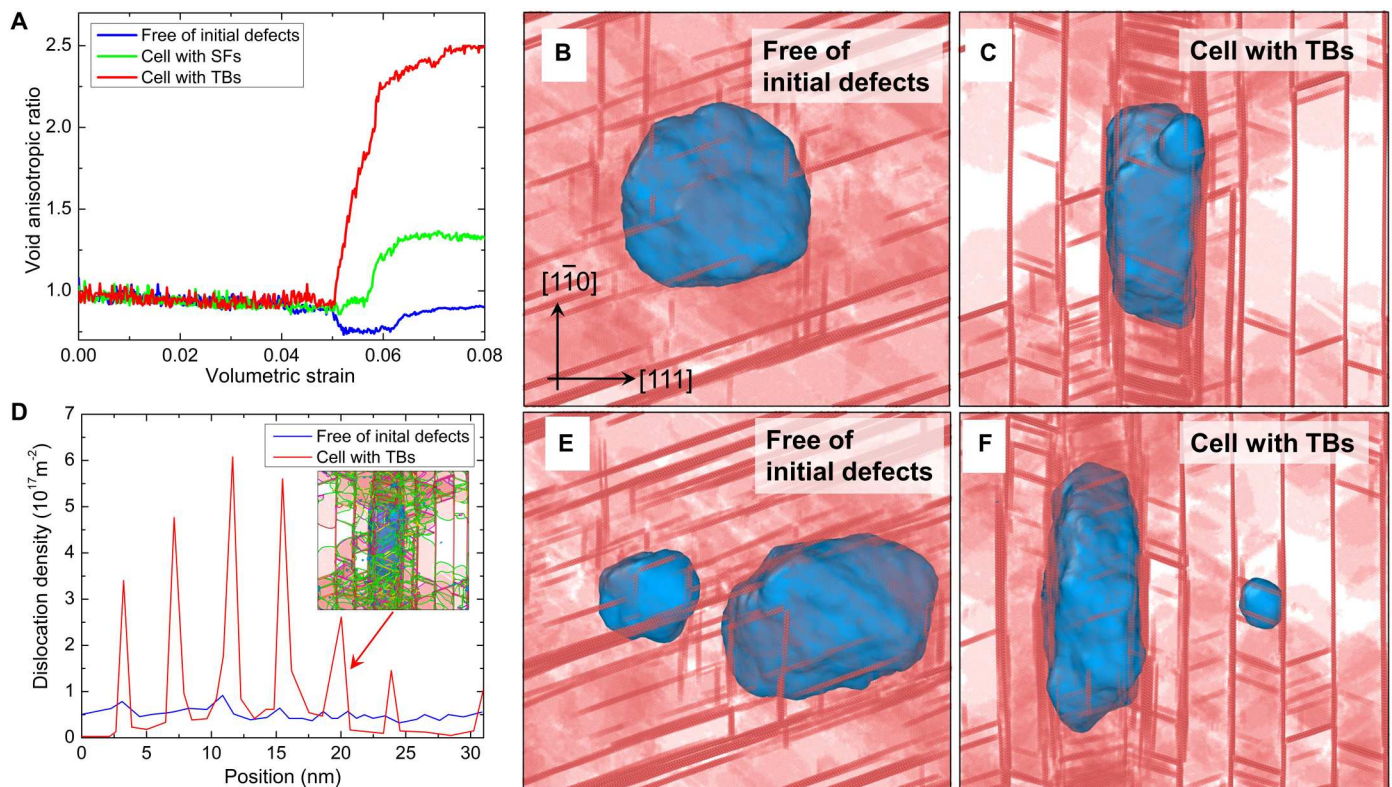 A
Free of initial defects
Cell with SFs
Cell with TBs
2.5
2.0
1.5
1.0
Void anisotropic ratio
0.00
0.02
0.04
0.06
0.08
Volumetric strain
B
Free of
initial defects
[11̅0]
[111]
C
Cell with TBs
D
Free of inital defects
Cell with TBs
7
6
5
4
3
2
1
0
Dislocation density (10¹⁷m⁻²)
0
5
10
15
20
25
30
Position (nm)
E
Free of
initial defects
F
Cell with TBs